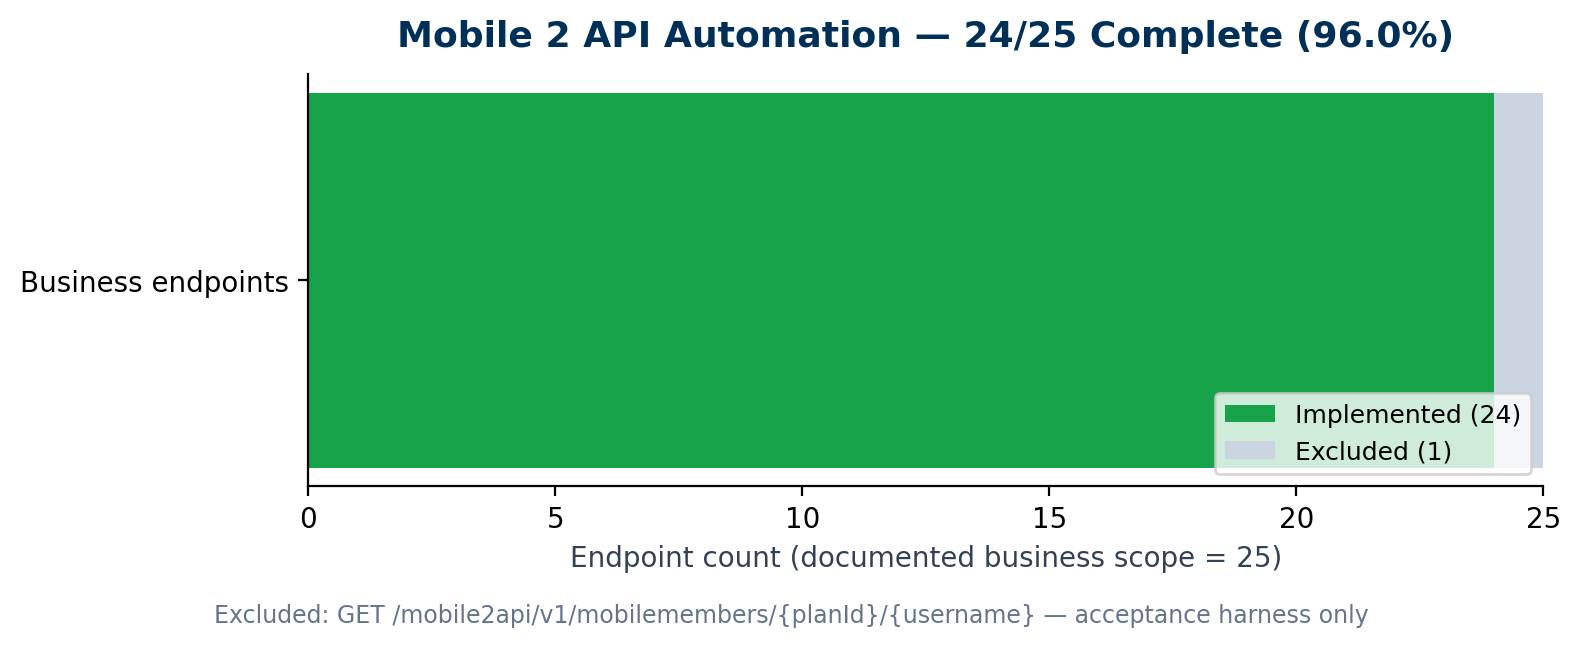 Mobile 2 API Automation — 24/25 Complete (96.0%)
Business endpoints
Implemented (24)
Excluded (1)
0 5 10 15 20 25
Endpoint count (documented business scope = 25)
Excluded: GET /mobile2api/v1/mobilemembers/{planId}/{username} — acceptance harness only